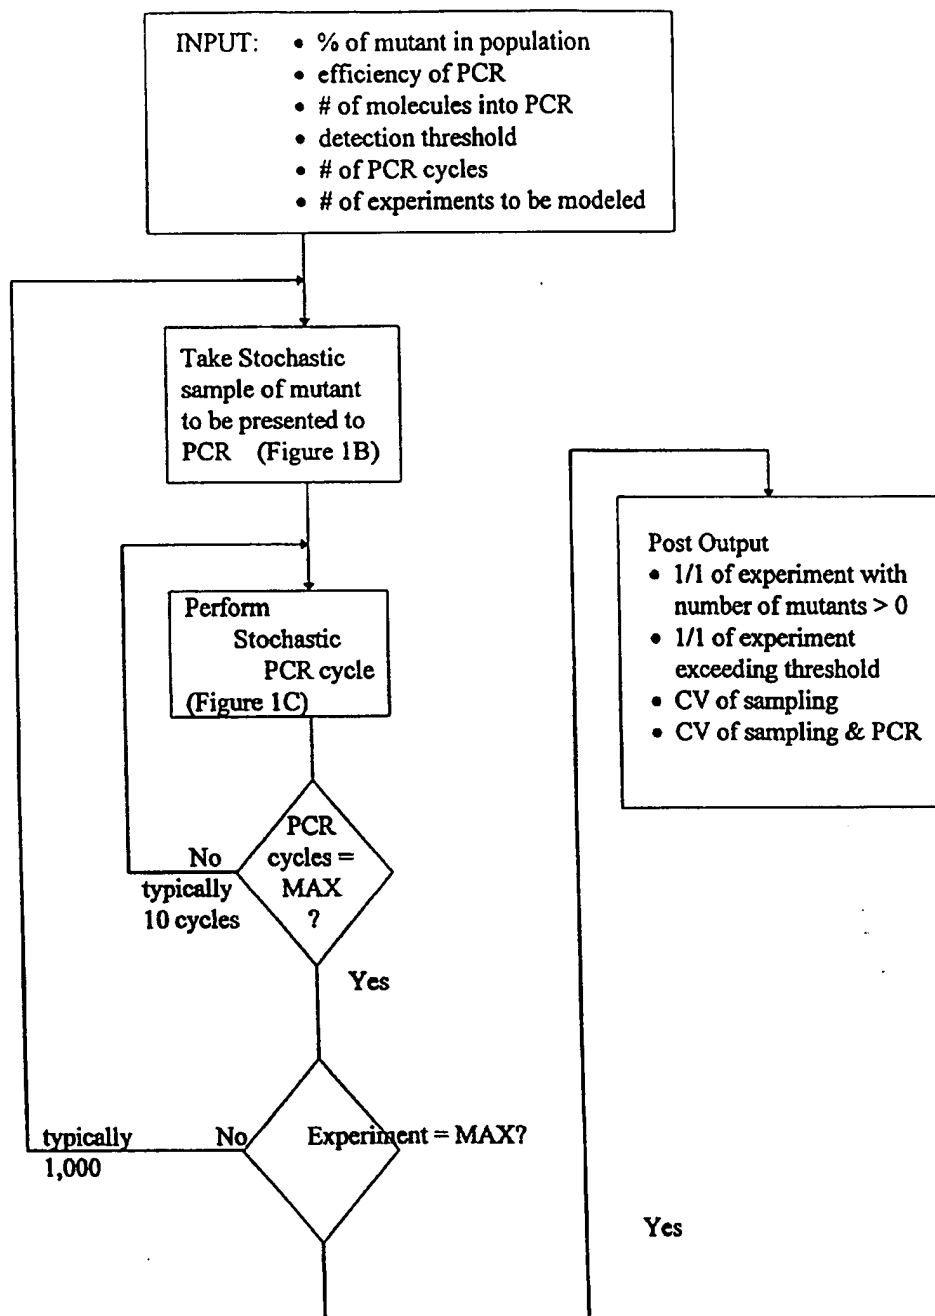 INPUT: • % of mutant in population
• efficiency of PCR
• # of molecules into PCR
• detection threshold
• # of PCR cycles
• # of experiments to be modeled
Take Stochastic
sample of mutant
to be presented to
PCR (Figure 1B)
Perform
Stochastic
PCR cycle
(Figure 1C)
PCR
cycles =
MAX
?
No
typically
10 cycles
Yes
Experiment = MAX?
No
typically
1,000
Yes
Post Output
• 1/1 of experiment with
number of mutants > 0
• 1/1 of experiment
exceeding threshold
• CV of sampling
• CV of sampling & PCR